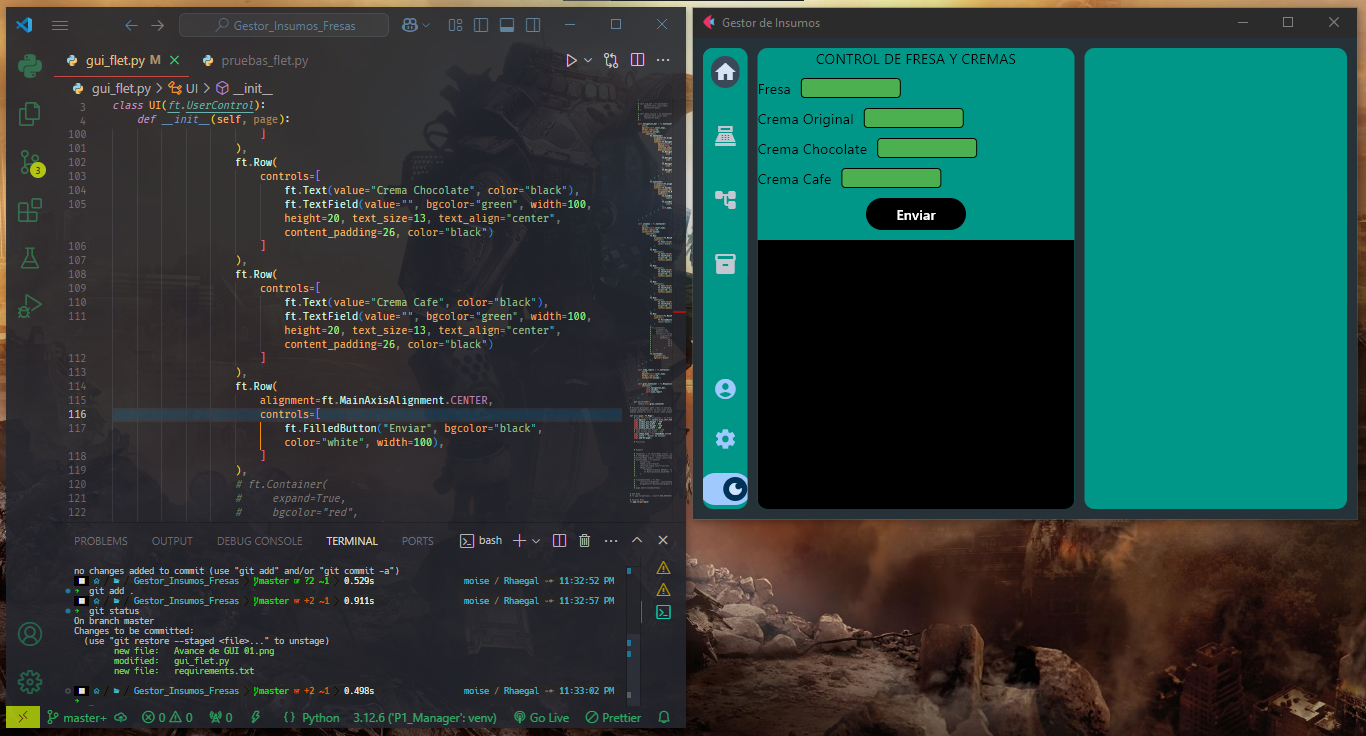 Gestor_Insumos_Fresas
gui_flet.py M
pruebas_flet.py
gui_flet.py > UI > __init__
3 class UI(ft.UserControl):
4 def __init__(self, page):
100 ]
101 ),
102 ft.Row(
103 controls=[
104 ft.Text(value="Crema Chocolate", color="black"),
105 ft.TextField(value="", bgcolor="green", width=100,
height=20, text_size=13, text_align="center",
content_padding=26, color="black")
106 ]
107 ),
108 ft.Row(
109 controls=[
110 ft.Text(value="Crema Cafe", color="black"),
111 ft.TextField(value="", bgcolor="green", width=100,
height=20, text_size=13, text_align="center",
content_padding=26, color="black")
112 ]
113 ),
114 ft.Row(
115 alignment=ft.MainAxisAlignment.CENTER,
116 controls=[
117 ft.FilledButton("Enviar", bgcolor="black",
color="white", width=100),
118 ]
119 ),
120 # ft.Container(
121 # expand=True,
122 # bgcolor="red",
3
PROBLEMS OUTPUT DEBUG CONSOLE TERMINAL PORTS
bash
no changes added to commit (use "git add" and/or "git commit -a")
/ Gestor_Insumos_Fresas master ?2 ~1 0.529s moise / Rhaegal 11:32:52 PM
git add .
/ Gestor_Insumos_Fresas master +2 ~1 0.911s moise / Rhaegal 11:32:57 PM
git status
On branch master
Changes to be committed:
(use "git restore --staged <file>..." to unstage)
new file: Avance de GUI 01.png
modified: gui_flet.py
new file: requirements.txt
/ Gestor_Insumos_Fresas master +2 ~1 0.498s moise / Rhaegal 11:33:02 PM
master+ 0 0 0 Python 3.12.6 ('P1_Manager': venv) Go Live Prettier
Gestor de Insumos
CONTROL DE FRESA Y CREMAS
Fresa
Crema Original
Crema Chocolate
Crema Cafe
Enviar